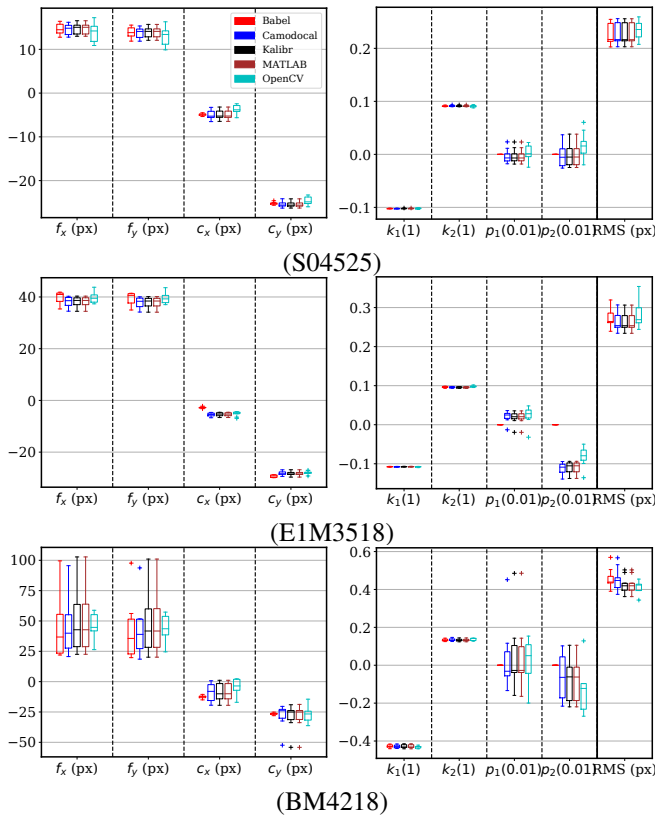 10
0
−10
−20
f_x (px)
f_y (px)
c_x (px)
c_y (px)
Babel
Camodocal
Kalibr
MATLAB
OpenCV
0.2
0.1
0.0
−0.1
k_1(1)
k_2(1)
p_1(0.01)
p_2(0.01)
RMS (px)
(S04525)
40
20
0
−20
f_x (px)
f_y (px)
c_x (px)
c_y (px)
0.3
0.2
0.1
0.0
−0.1
k_1(1)
k_2(1)
p_1(0.01)
p_2(0.01)
RMS (px)
(E1M3518)
100
75
50
25
0
−25
−50
f_x (px)
f_y (px)
c_x (px)
c_y (px)
0.6
0.4
0.2
0.0
−0.2
−0.4
k_1(1)
k_2(1)
p_1(0.01)
p_2(0.01)
RMS (px)
(BM4218)